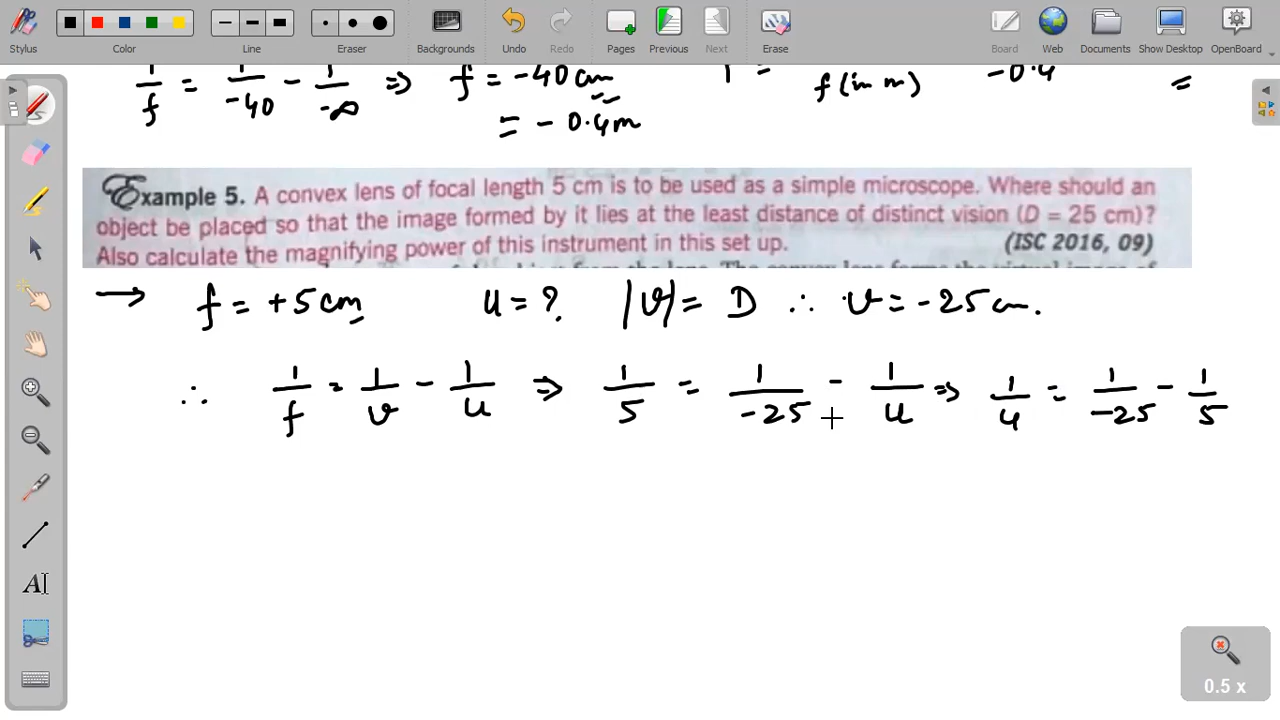 Stylus Color Line Eraser Backgrounds Undo Redo Pages Previous Next Erase Board Web Documents Show Desktop OpenBoard
1/f = 1/-40 - 1/-∞ ⇒ f = -40 cm f (in m) -0.4 =
= - 0.4m
Example 5. A convex lens of focal length 5 cm is to be used as a simple microscope. Where should an
object be placed so that the image formed by it lies at the least distance of distinct vision (D = 25 cm)?
Also calculate the magnifying power of this instrument in this set up. (ISC 2016, 09)
→ f = +5cm u = ? |v| = D ∴ v = -25cm.
∴ 1/f = 1/v - 1/u ⇒ 1/5 = 1/-25 - 1/u ⇒ 1/u = 1/-25 - 1/5
AI
0.5 x